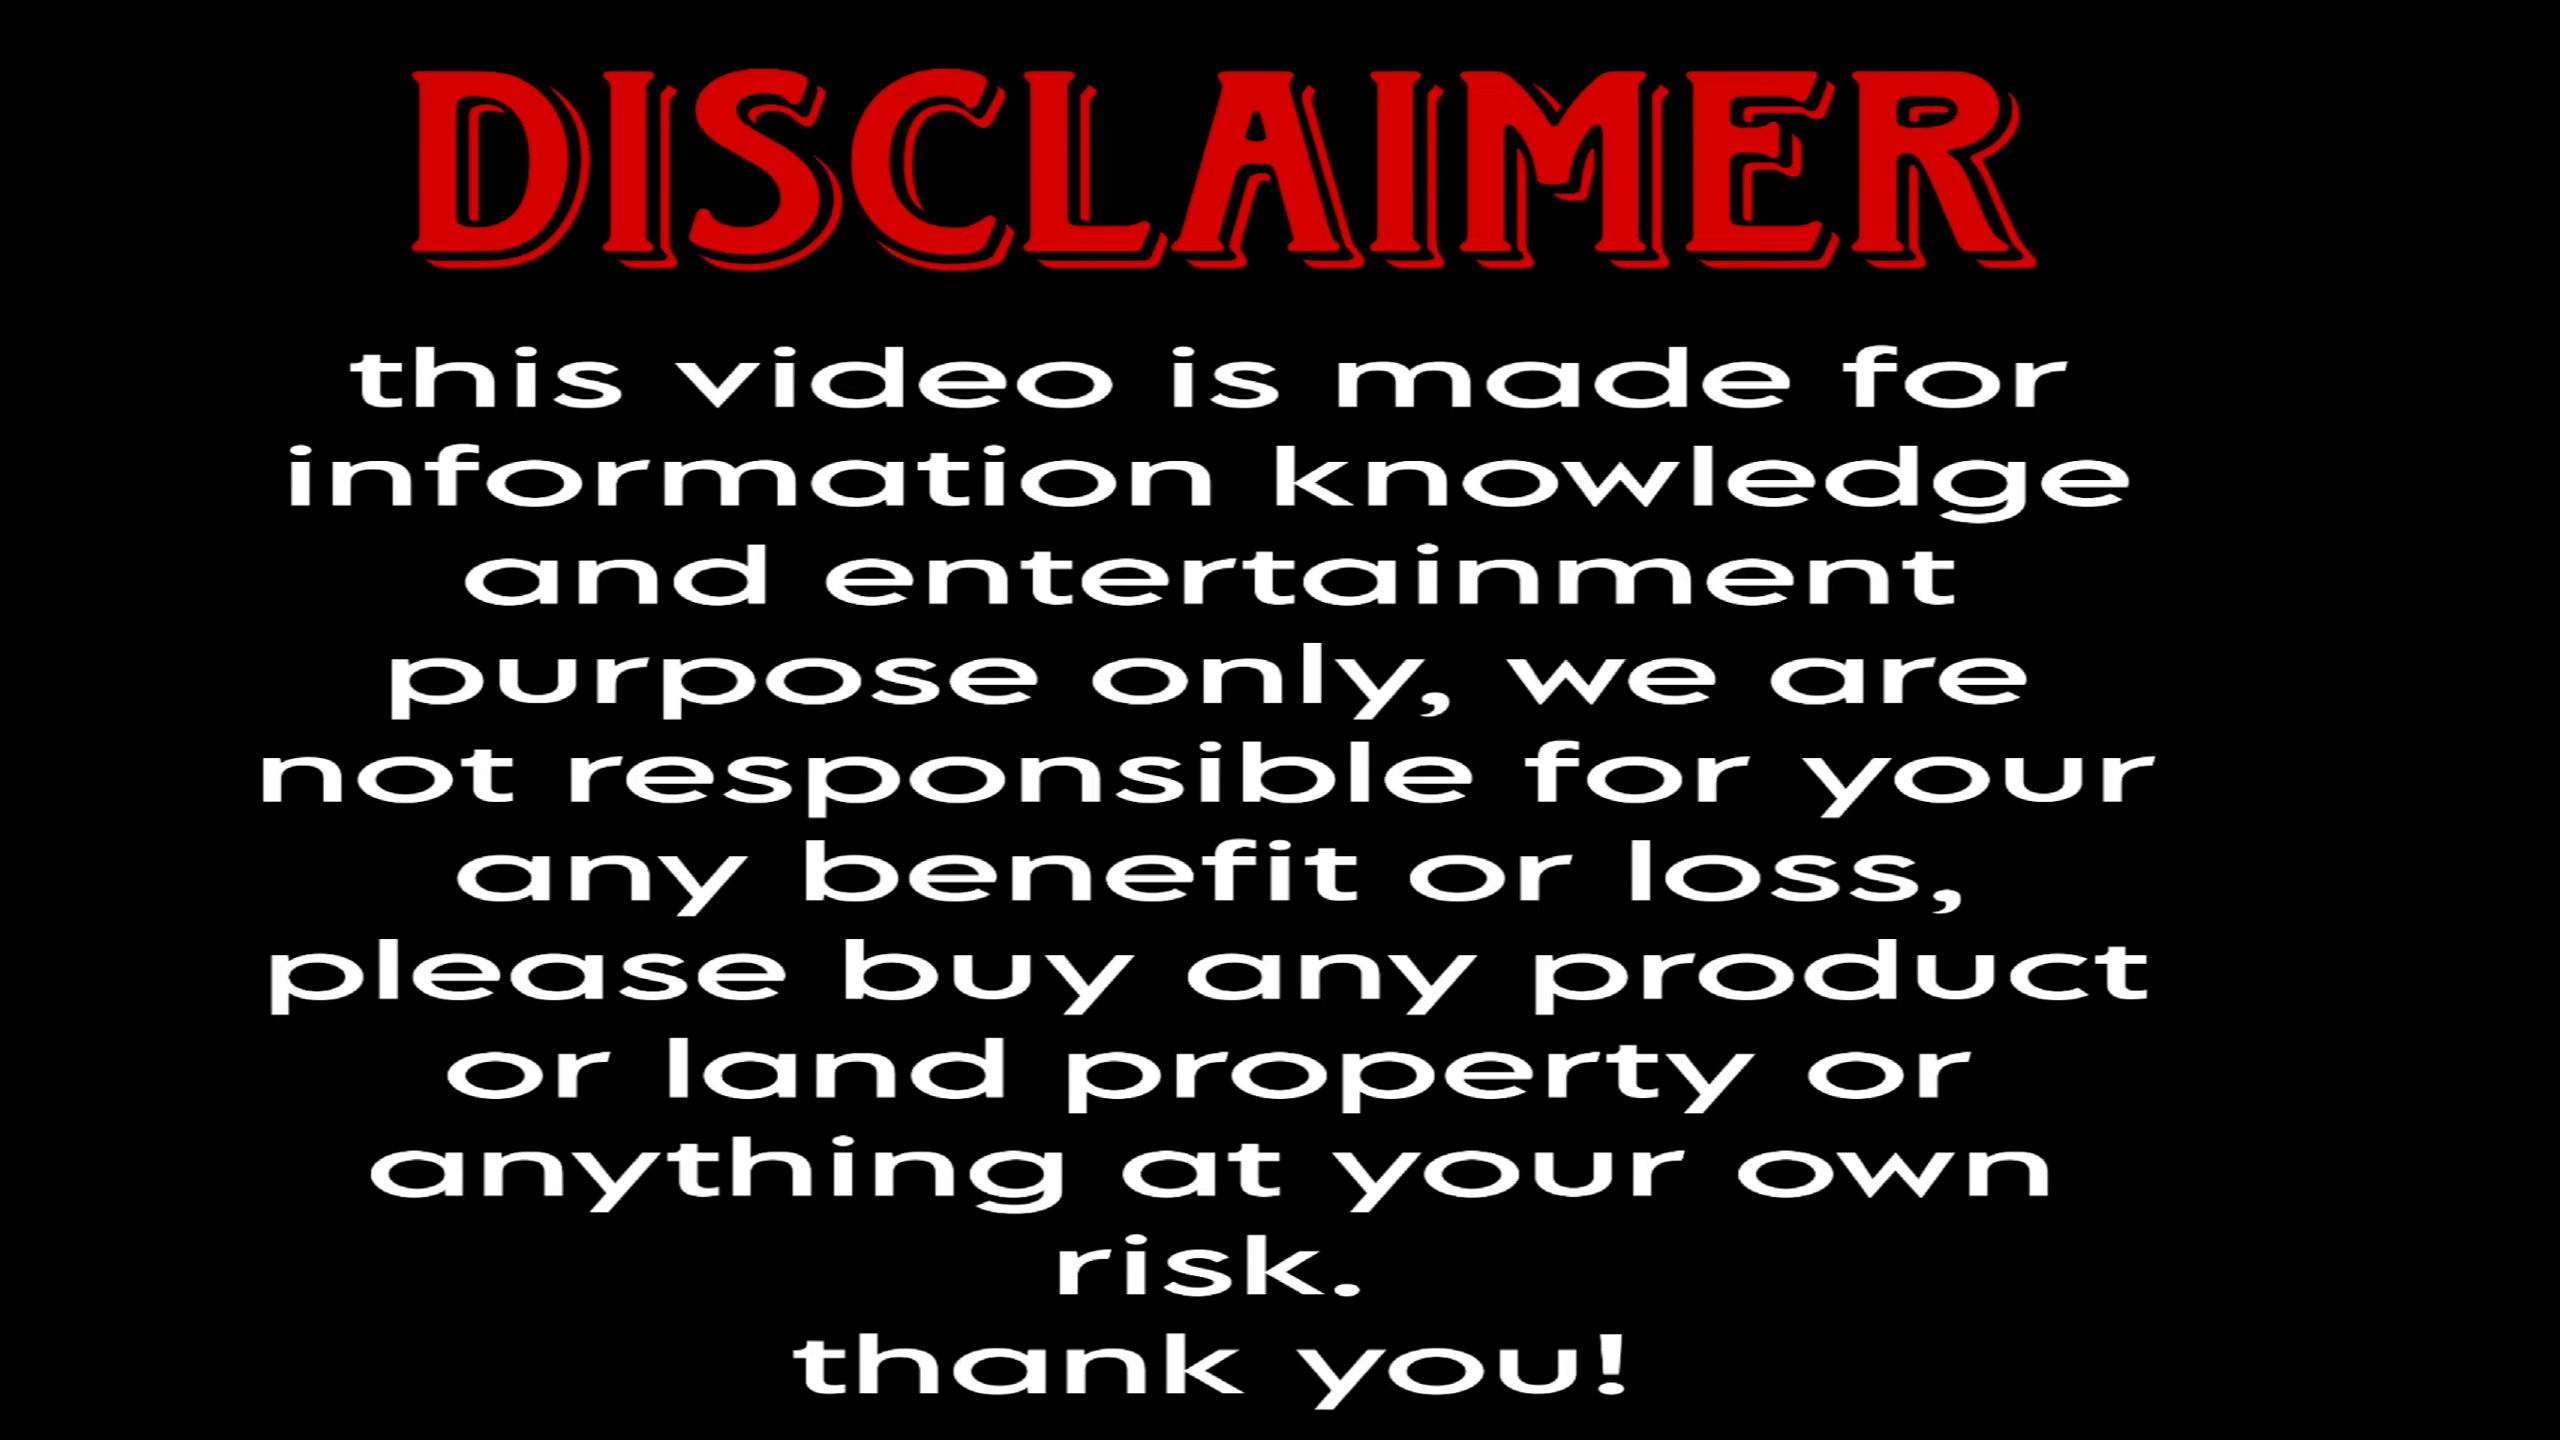 DISCLAIMER
this video is made for
information knowledge
and entertainment
purpose only, we are
not responsible for your
any benefit or loss,
please buy any product
or land property or
anything at your own
risk.
thank you!